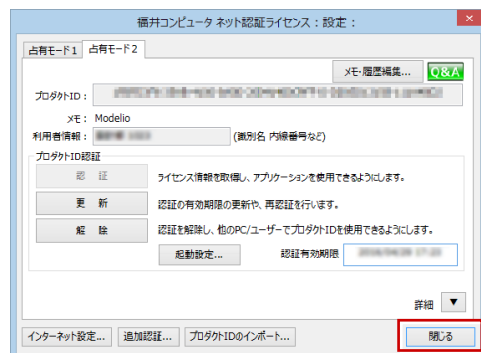 福井コンピュータ ネット認証ライセンス：設定：
占有モード1 占有モード2
メモ・履歴編集... Q&A
プロダクトID：
メモ： Modelio
利用者情報： (識別名 内線番号など)
プロダクトID認証
認 証 ライセンス情報を取得し、アプリケーションを使用できるようにします。
更 新 認証の有効期限の更新や、再認証を行います。
解 除 認証を解除し、他のPC/ユーザーでプロダクトIDを使用できるようにします。
起動設定... 認証有効期限
詳細 ▼
インターネット設定... 追加認証... プロダクトIDのインポート... 閉じる